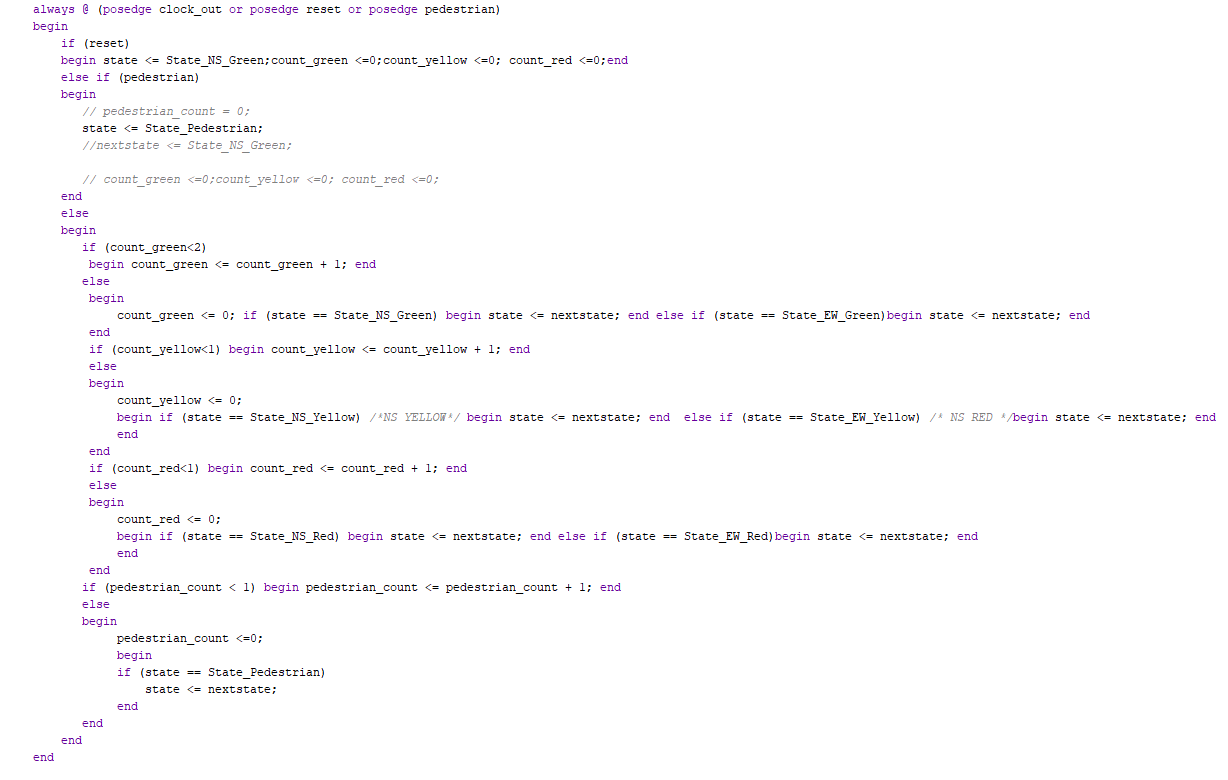 always @ (posedge clock_out or posedge reset or posedge pedestrian)
begin
if (reset)
begin state <= State_NS_Green;count_green <=0;count_yellow <=0; count_red <=0;end
else if (pedestrian)
begin
// pedestrian_count = 0;
state <= State_Pedestrian;
//nextstate <= State_NS_Green;
// count_green <=0;count_yellow <=0; count_red <=0;
end
else
begin
if (count_green<2)
begin count_green <= count_green + 1; end
else
begin
count_green <= 0; if (state == State_NS_Green) begin state <= nextstate; end else if (state == State_EW_Green)begin state <= nextstate; end
end
if (count_yellow<1) begin count_yellow <= count_yellow + 1; end
else
begin
count_yellow <= 0;
begin if (state == State_NS_Yellow) /*NS YELLOW*/ begin state <= nextstate; end  else if (state == State_EW_Yellow) /* NS RED */begin state <= nextstate; end
end
end
if (count_red<1) begin count_red <= count_red + 1; end
else
begin
count_red <= 0;
begin if (state == State_NS_Red) begin state <= nextstate; end else if (state == State_EW_Red)begin state <= nextstate; end
end
end
if (pedestrian_count < 1) begin pedestrian_count <= pedestrian_count + 1; end
else
begin
pedestrian_count <=0;
begin
if (state == State_Pedestrian)
state <= nextstate;
end
end
end
end